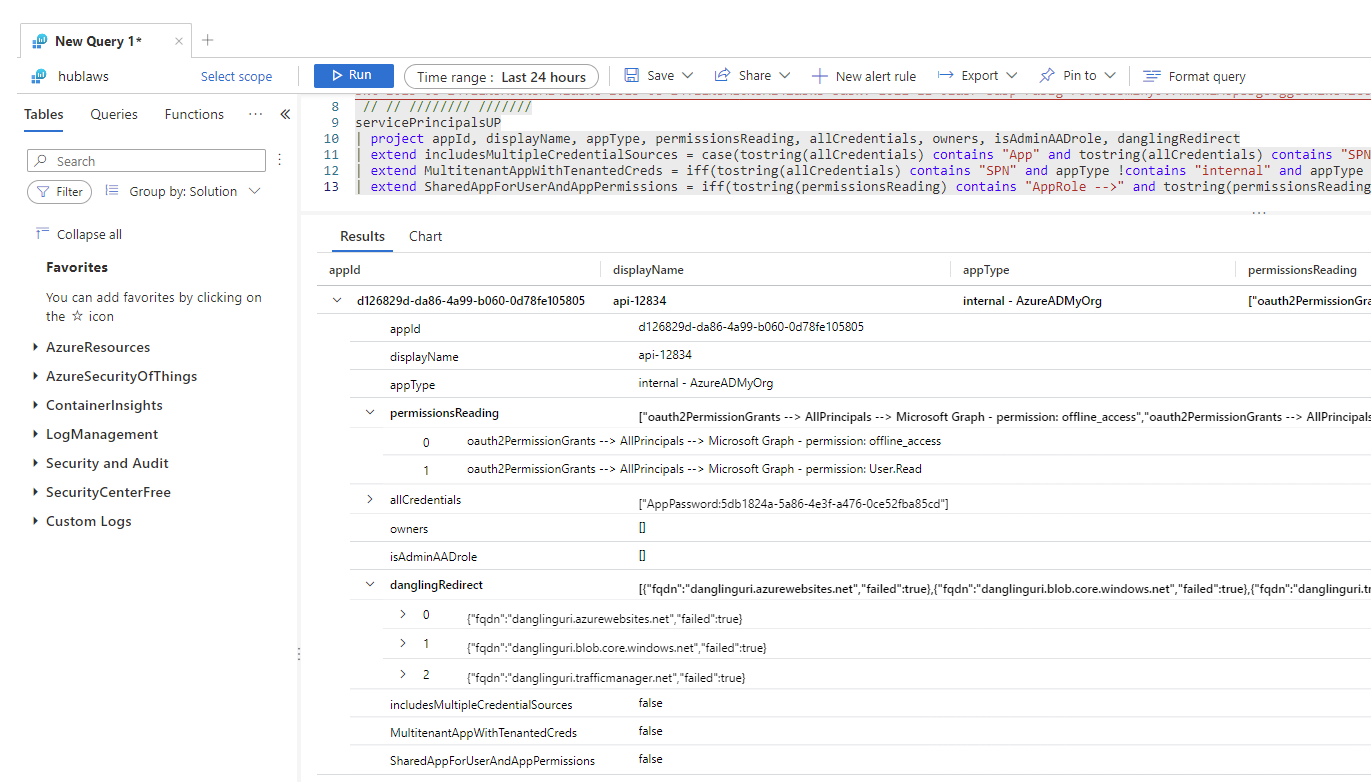 New Query 1*
hublaws
Select scope
Run
Time range : Last 24 hours
Save
Share
New alert rule
Export
Pin to
Format query
Tables
Queries
Functions
Search
Filter
Group by: Solution
Collapse all
Favorites
You can add favorites by clicking on
the ☆ icon
AzureResources
AzureSecurityOfThings
ContainerInsights
LogManagement
Security and Audit
SecurityCenterFree
Custom Logs
8 // // //////// ///////
9 servicePrincipalsUP
10 | project appId, displayName, appType, permissionsReading, allCredentials, owners, isAdminAADrole, danglingRedirect
11 | extend includesMultipleCredentialSources = case(tostring(allCredentials) contains "App" and tostring(allCredentials) contains "SPN
12 | extend MultitenantAppWithTenantedCreds = iff(tostring(allCredentials) contains "SPN" and appType !contains "internal" and appType
13 | extend SharedAppForUserAndAppPermissions = iff(tostring(permissionsReading) contains "AppRole -->" and tostring(permissionsReading
Results
Chart
appId displayName appType permissionsReading
d126829d-da86-4a99-b060-0d78fe105805 api-12834 internal - AzureADMyOrg ["oauth2PermissionGra
appId d126829d-da86-4a99-b060-0d78fe105805
displayName api-12834
appType internal - AzureADMyOrg
permissionsReading ["oauth2PermissionGrants --> AllPrincipals --> Microsoft Graph - permission: offline_access","oauth2PermissionGrants --> AllPrincipals
0 oauth2PermissionGrants --> AllPrincipals --> Microsoft Graph - permission: offline_access
1 oauth2PermissionGrants --> AllPrincipals --> Microsoft Graph - permission: User.Read
allCredentials ["AppPassword:5db1824a-5a86-4e3f-a476-0ce52fba85cd"]
owners []
isAdminAADrole []
danglingRedirect [{"fqdn":"danglinguri.azurewebsites.net","failed":true},{"fqdn":"danglinguri.blob.core.windows.net","failed":true},{"fqdn":"danglinguri.tr
0 {"fqdn":"danglinguri.azurewebsites.net","failed":true}
1 {"fqdn":"danglinguri.blob.core.windows.net","failed":true}
2 {"fqdn":"danglinguri.trafficmanager.net","failed":true}
includesMultipleCredentialSources false
MultitenantAppWithTenantedCreds false
SharedAppForUserAndAppPermissions false